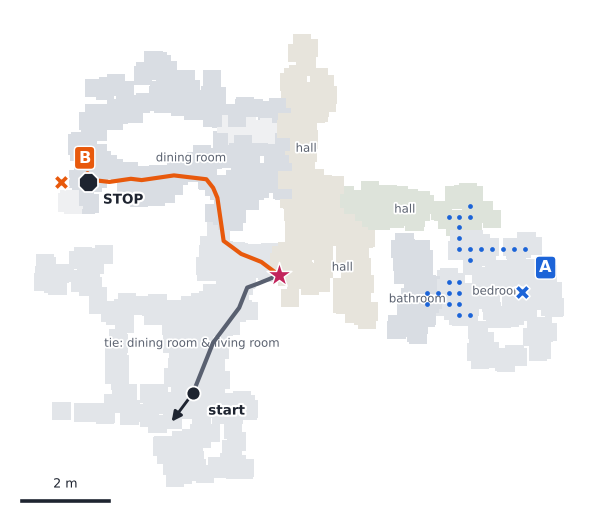 hall
dining room
B
STOP
hall
hall
A
bathroom
bedroom
tie: dining room & living room
start
2 m